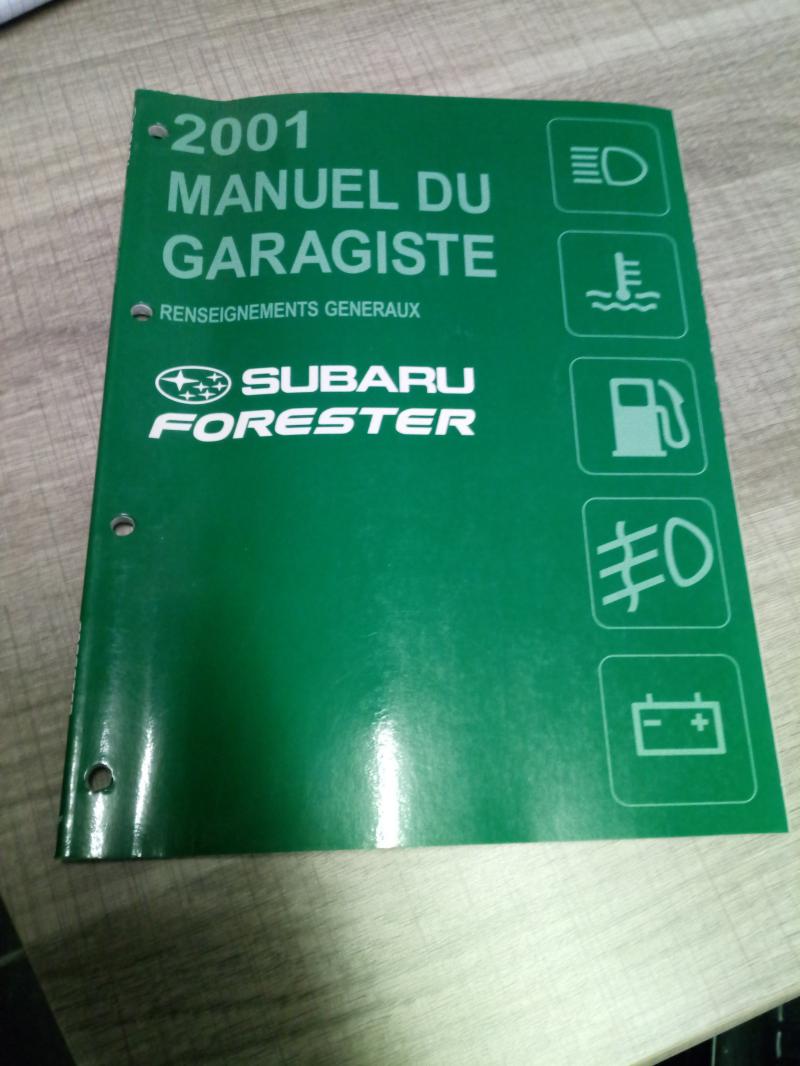 2001
MANUEL DU
GARAGISTE
RENSEIGNEMENTS GENERAUX
SUBARU
FORESTER